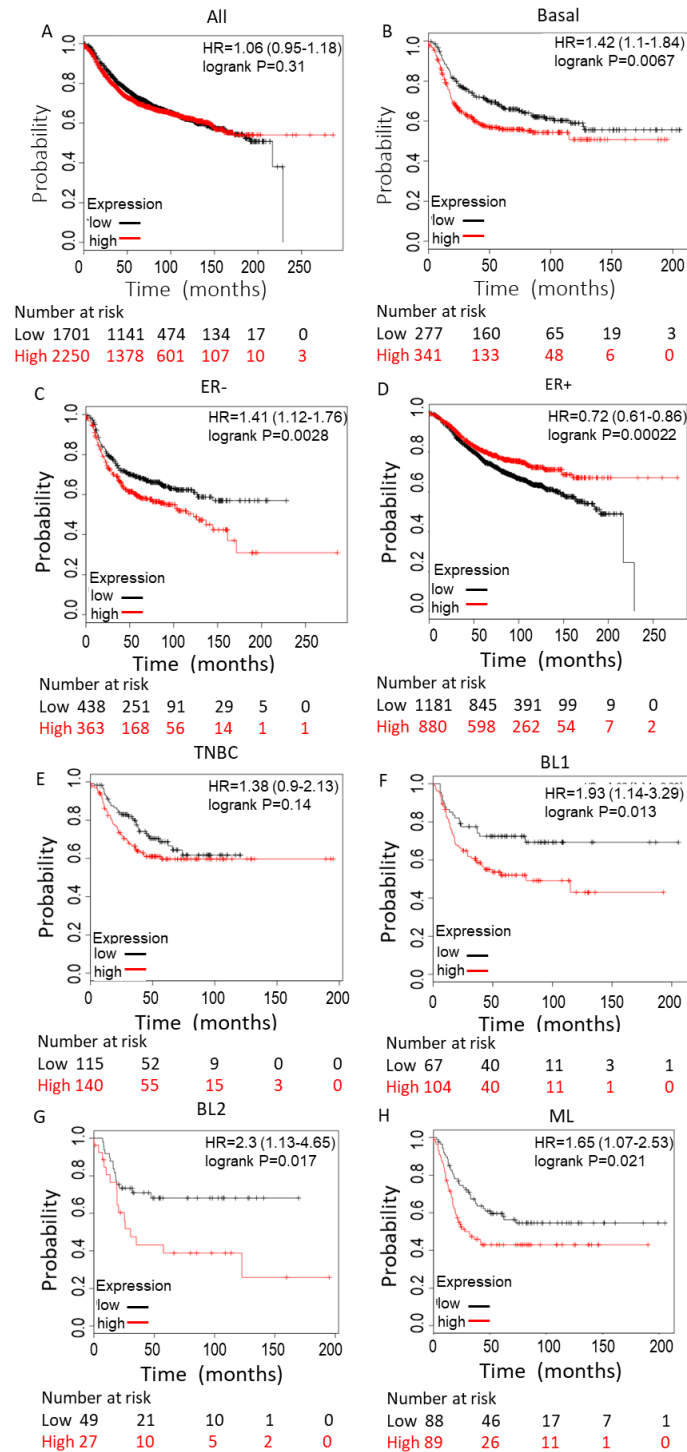 A
All
HR=1.06 (0.95-1.18)
logrank P=0.31
Probability
0.0 0.2 0.4 0.6 0.8 1.0
Expression
low
high
0 50 100 150 200 250
Time (months)
Number at risk
Low 1701 1141 474 134 17 0
High 2250 1378 601 107 10 3
B
Basal
HR=1.42 (1.1-1.84)
logrank P=0.0067
Probability
0.0 0.2 0.4 0.6 0.8 1.0
Expression
low
high
0 50 100 150 200
Time (months)
Number at risk
Low 277 160 65 19 3
High 341 133 48 6 0
C
ER-
HR=1.41 (1.12-1.76)
logrank P=0.0028
Probability
0.0 0.2 0.4 0.6 0.8 1.0
Expression
low
high
0 50 100 150 200 250
Time (months)
Number at risk
Low 438 251 91 29 5 0
High 363 168 56 14 1 1
D
ER+
HR=0.72 (0.61-0.86)
logrank P=0.00022
Probability
0.0 0.2 0.4 0.6 0.8 1.0
Expression
low
high
0 50 100 150 200 250
Time (months)
Number at risk
Low 1181 845 391 99 9 0
High 880 598 262 54 7 2
E
TNBC
HR=1.38 (0.9-2.13)
logrank P=0.14
Probability
0.0 0.2 0.4 0.6 0.8 1.0
Expression
low
high
0 50 100 150 200
Time (months)
Number at risk
Low 115 52 9 0 0
High 140 55 15 3 0
F
BL1
HR=1.93 (1.14-3.29)
logrank P=0.013
Probability
0.0 0.2 0.4 0.6 0.8 1.0
Expression
low
high
0 50 100 150 200
Time (months)
Number at risk
Low 67 40 11 3 1
High 104 40 11 1 0
G
BL2
HR=2.3 (1.13-4.65)
logrank P=0.017
Probability
0.0 0.2 0.4 0.6 0.8 1.0
Expression
low
high
0 50 100 150 200
Time (months)
Number at risk
Low 49 21 10 1 0
High 27 10 5 2 0
H
ML
HR=1.65 (1.07-2.53)
logrank P=0.021
Probability
0.0 0.2 0.4 0.6 0.8 1.0
Expression
low
high
0 50 100 150 200
Time (months)
Number at risk
Low 88 46 17 7 1
High 89 26 11 1 0